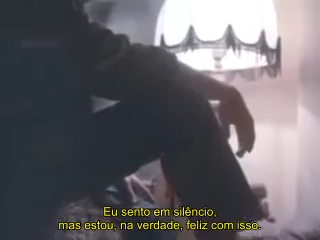 Eu sento em silêncio,
mas estou, na verdade, feliz com isso.